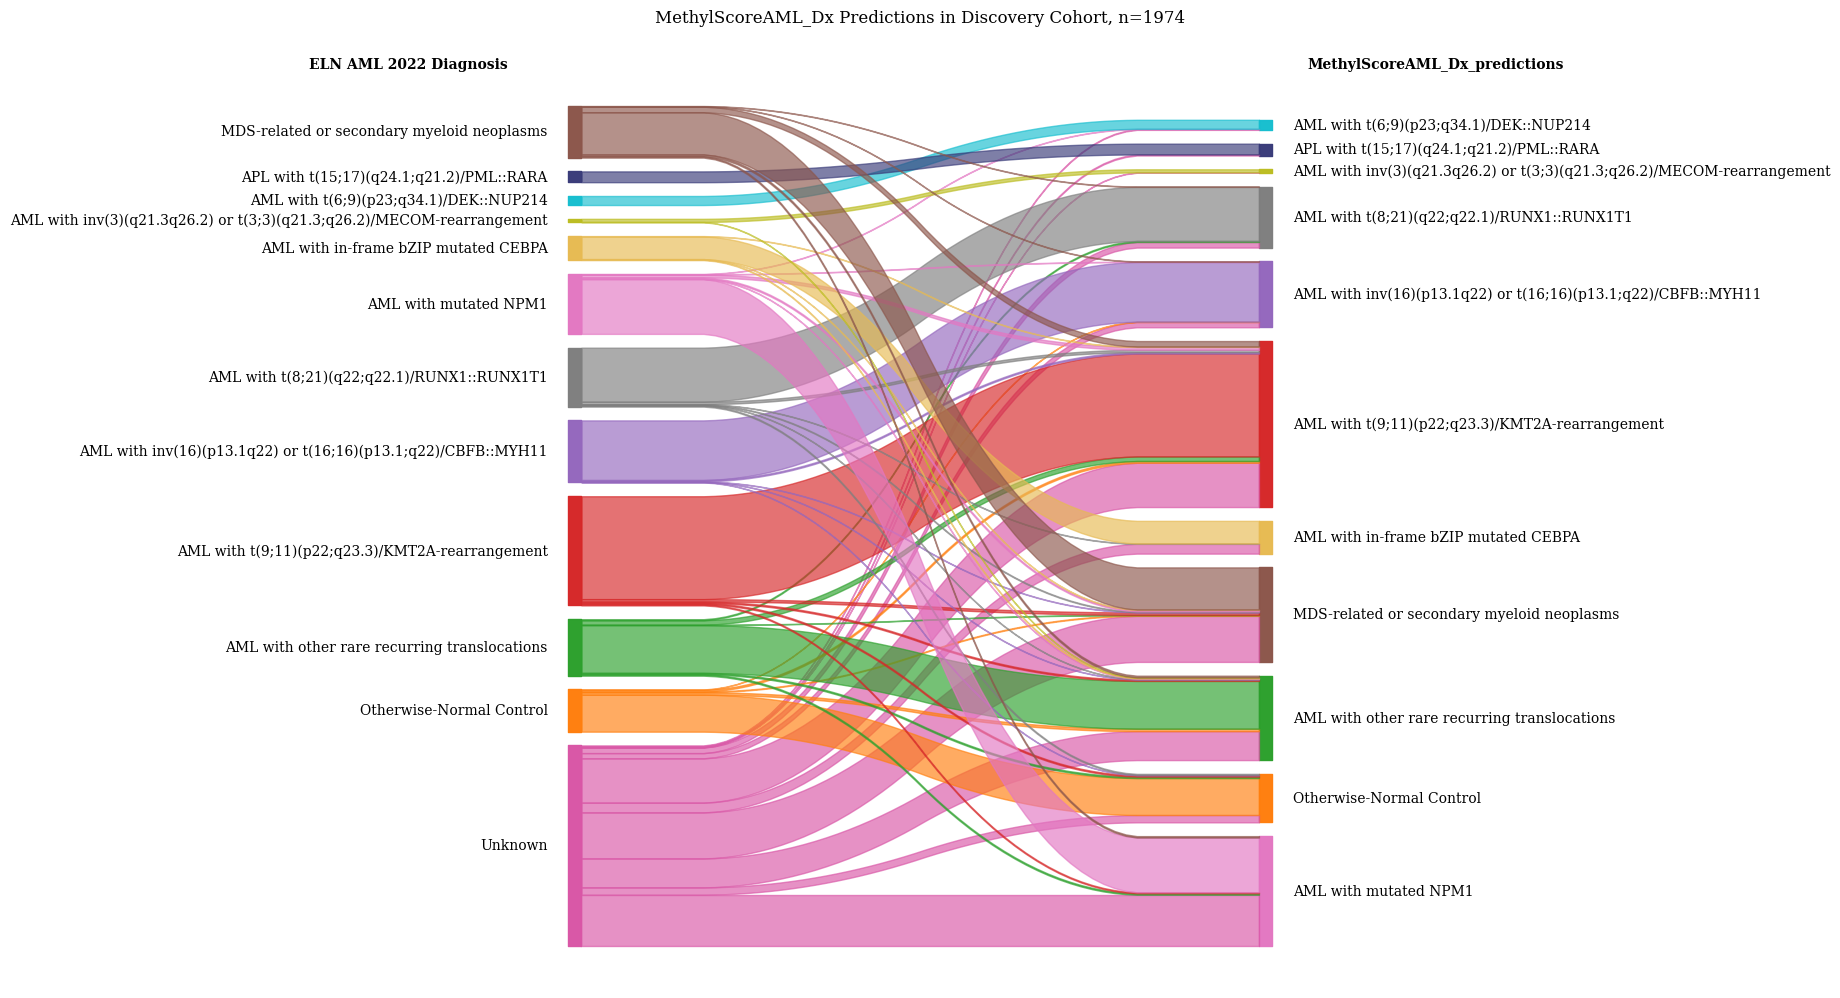 MethylScoreAML_Dx Predictions in Discovery Cohort, n=1974
ELN AML 2022 Diagnosis
MDS-related or secondary myeloid neoplasms
APL with t(15;17)(q24.1;q21.2)/PML::RARA
AML with t(6;9)(p23;q34.1)/DEK::NUP214
AML with inv(3)(q21.3q26.2) or t(3;3)(q21.3;q26.2)/MECOM-rearrangement
AML with in-frame bZIP mutated CEBPA
AML with mutated NPM1
AML with t(8;21)(q22;q22.1)/RUNX1::RUNX1T1
AML with inv(16)(p13.1q22) or t(16;16)(p13.1;q22)/CBFB::MYH11
AML with t(9;11)(p22;q23.3)/KMT2A-rearrangement
AML with other rare recurring translocations
Otherwise-Normal Control
Unknown
MethylScoreAML_Dx_predictions
AML with t(6;9)(p23;q34.1)/DEK::NUP214
APL with t(15;17)(q24.1;q21.2)/PML::RARA
AML with inv(3)(q21.3q26.2) or t(3;3)(q21.3;q26.2)/MECOM-rearrangement
AML with t(8;21)(q22;q22.1)/RUNX1::RUNX1T1
AML with inv(16)(p13.1q22) or t(16;16)(p13.1;q22)/CBFB::MYH11
AML with t(9;11)(p22;q23.3)/KMT2A-rearrangement
AML with in-frame bZIP mutated CEBPA
MDS-related or secondary myeloid neoplasms
AML with other rare recurring translocations
Otherwise-Normal Control
AML with mutated NPM1